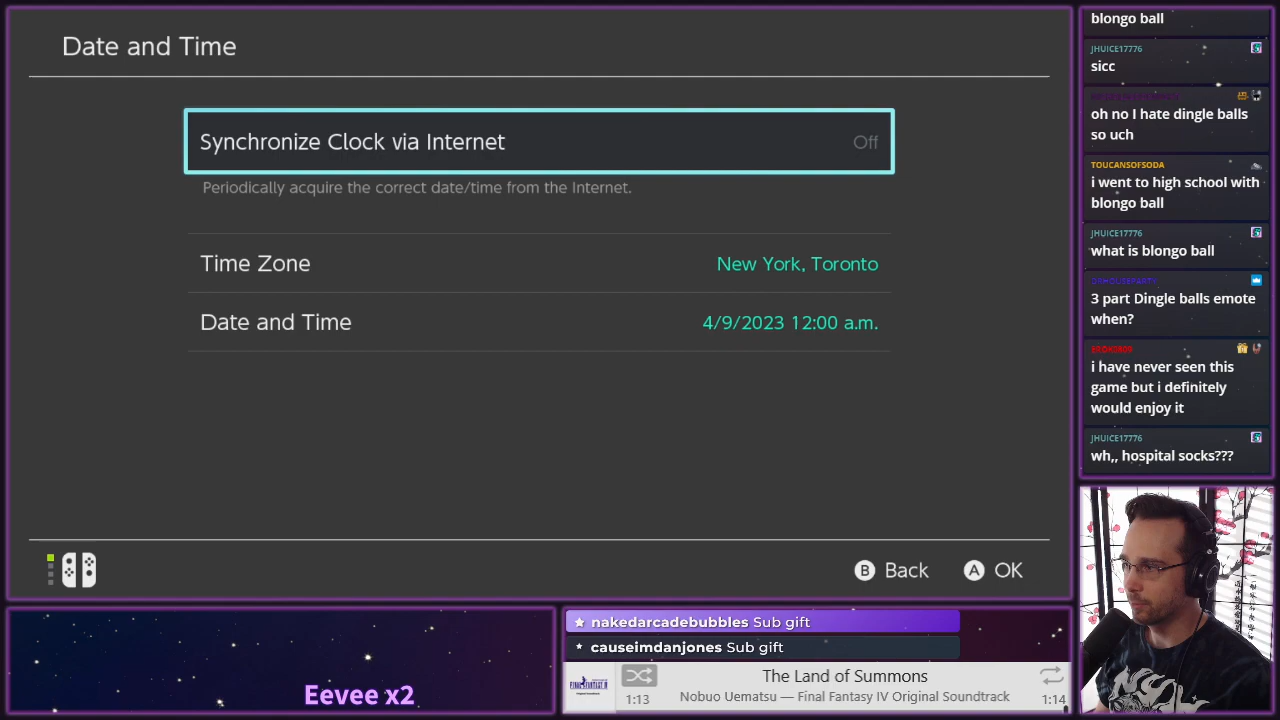 Date and Time
Synchronize Clock via Internet Off
Periodically acquire the correct date/time from the Internet.
Time Zone New York, Toronto
Date and Time 4/9/2023 12:00 a.m.
B Back A OK
blongo ball
JHUICE17776
sicc
oh no I hate dingle balls
so uch
TOUCANSOFSODA
i went to high school with
blongo ball
JHUICE17776
what is blongo ball
3 part Dingle balls emote
when?
i have never seen this
game but i definitely
would enjoy it
JHUICE17776
wh,, hospital socks???
Eevee x2
nakedarcadebubbles Sub gift
causeimdanjones Sub gift
The Land of Summons
1:13 Nobuo Uematsu — Final Fantasy IV Original Soundtrack 1:14